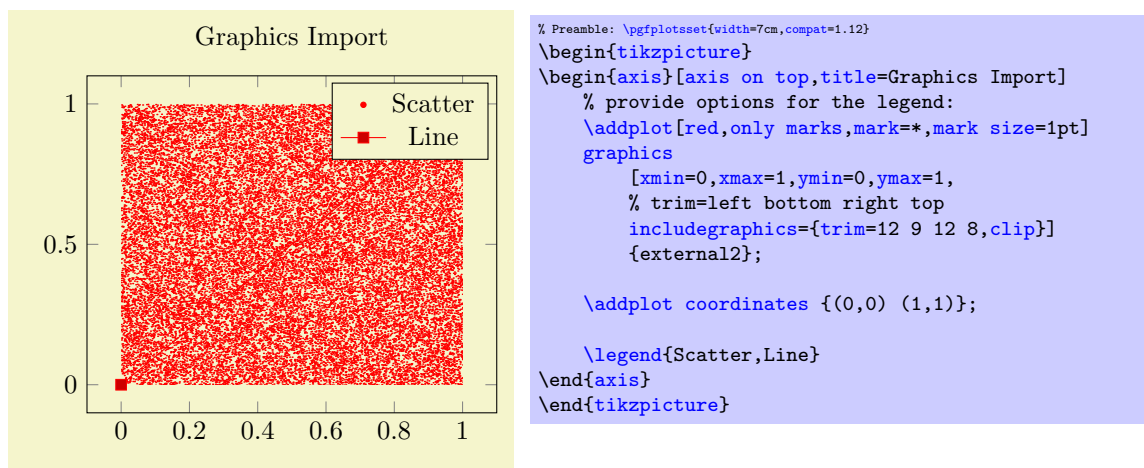 Graphics Import
Scatter
Line
1
0.5
0
0 0.2 0.4 0.6 0.8 1
% Preamble: \pgfplotsset{width=7cm,compat=1.12}
\begin{tikzpicture}
\begin{axis}[axis on top,title=Graphics Import]
% provide options for the legend:
\addplot[red,only marks,mark=*,mark size=1pt]
graphics
[xmin=0,xmax=1,ymin=0,ymax=1,
% trim=left bottom right top
includegraphics={trim=12 9 12 8,clip}]
{external2};
\addplot coordinates {(0,0) (1,1)};
\legend{Scatter,Line}
\end{axis}
\end{tikzpicture}